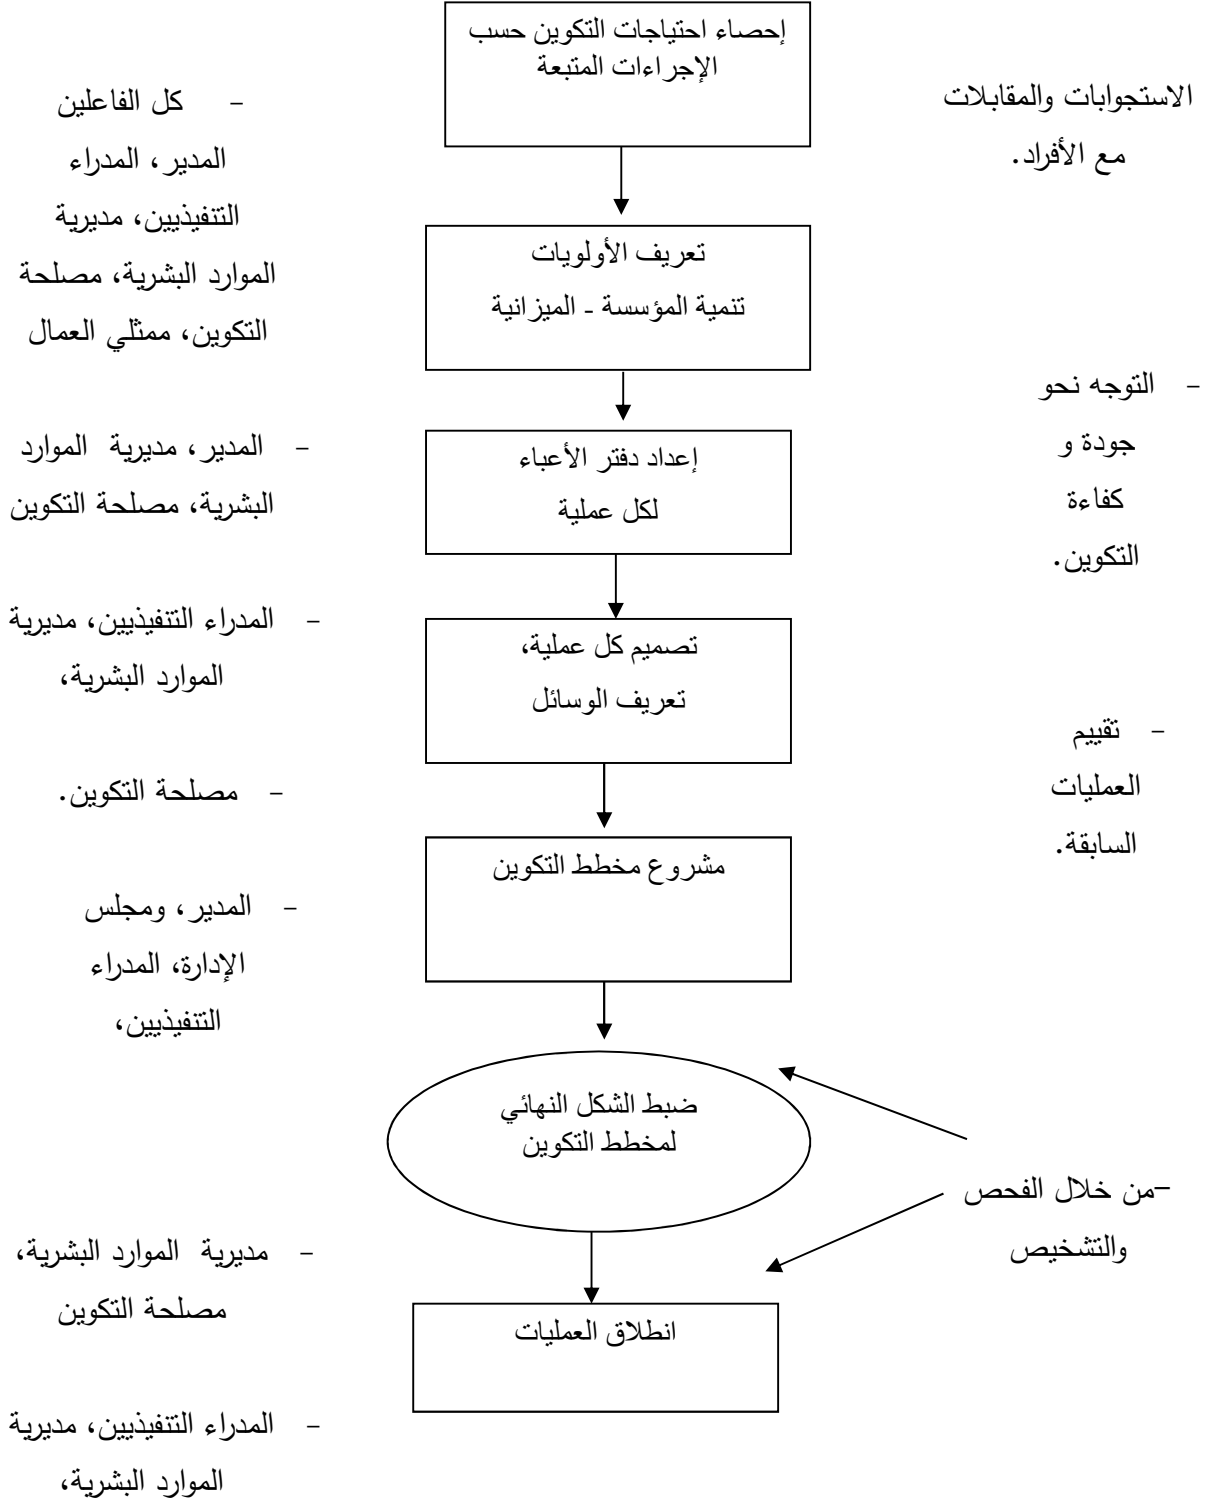 إحصاء احتياجات التكوين حسب
الإجراءات المتبعة
الاستجوابات والمقابلات
مع الأفراد.
- كل الفاعلين
المدير، المدراء
التنفيذيين، مديرية
الموارد البشرية، مصلحة
التكوين، ممثلي العمال
تعريف الأولويات
تنمية المؤسسة - الميزانية
- التوجه نحو
جودة و
كفاءة
التكوين.
إعداد دفتر الأعباء
لكل عملية
- المدير، مديرية الموارد
البشرية، مصلحة التكوين
تصميم كل عملية،
تعريف الوسائل
- المدراء التنفيذيين، مديرية
الموارد البشرية،
- تقييم
العمليات
السابقة.
- مصلحة التكوين.
مشروع مخطط التكوين
- المدير، ومجلس
الإدارة، المدراء
التنفيذيين،
ضبط الشكل النهائي
لمخطط التكوين
-من خلال الفحص
والتشخيص
- مديرية الموارد البشرية،
مصلحة التكوين
انطلاق العمليات
- المدراء التنفيذيين، مديرية
الموارد البشرية،